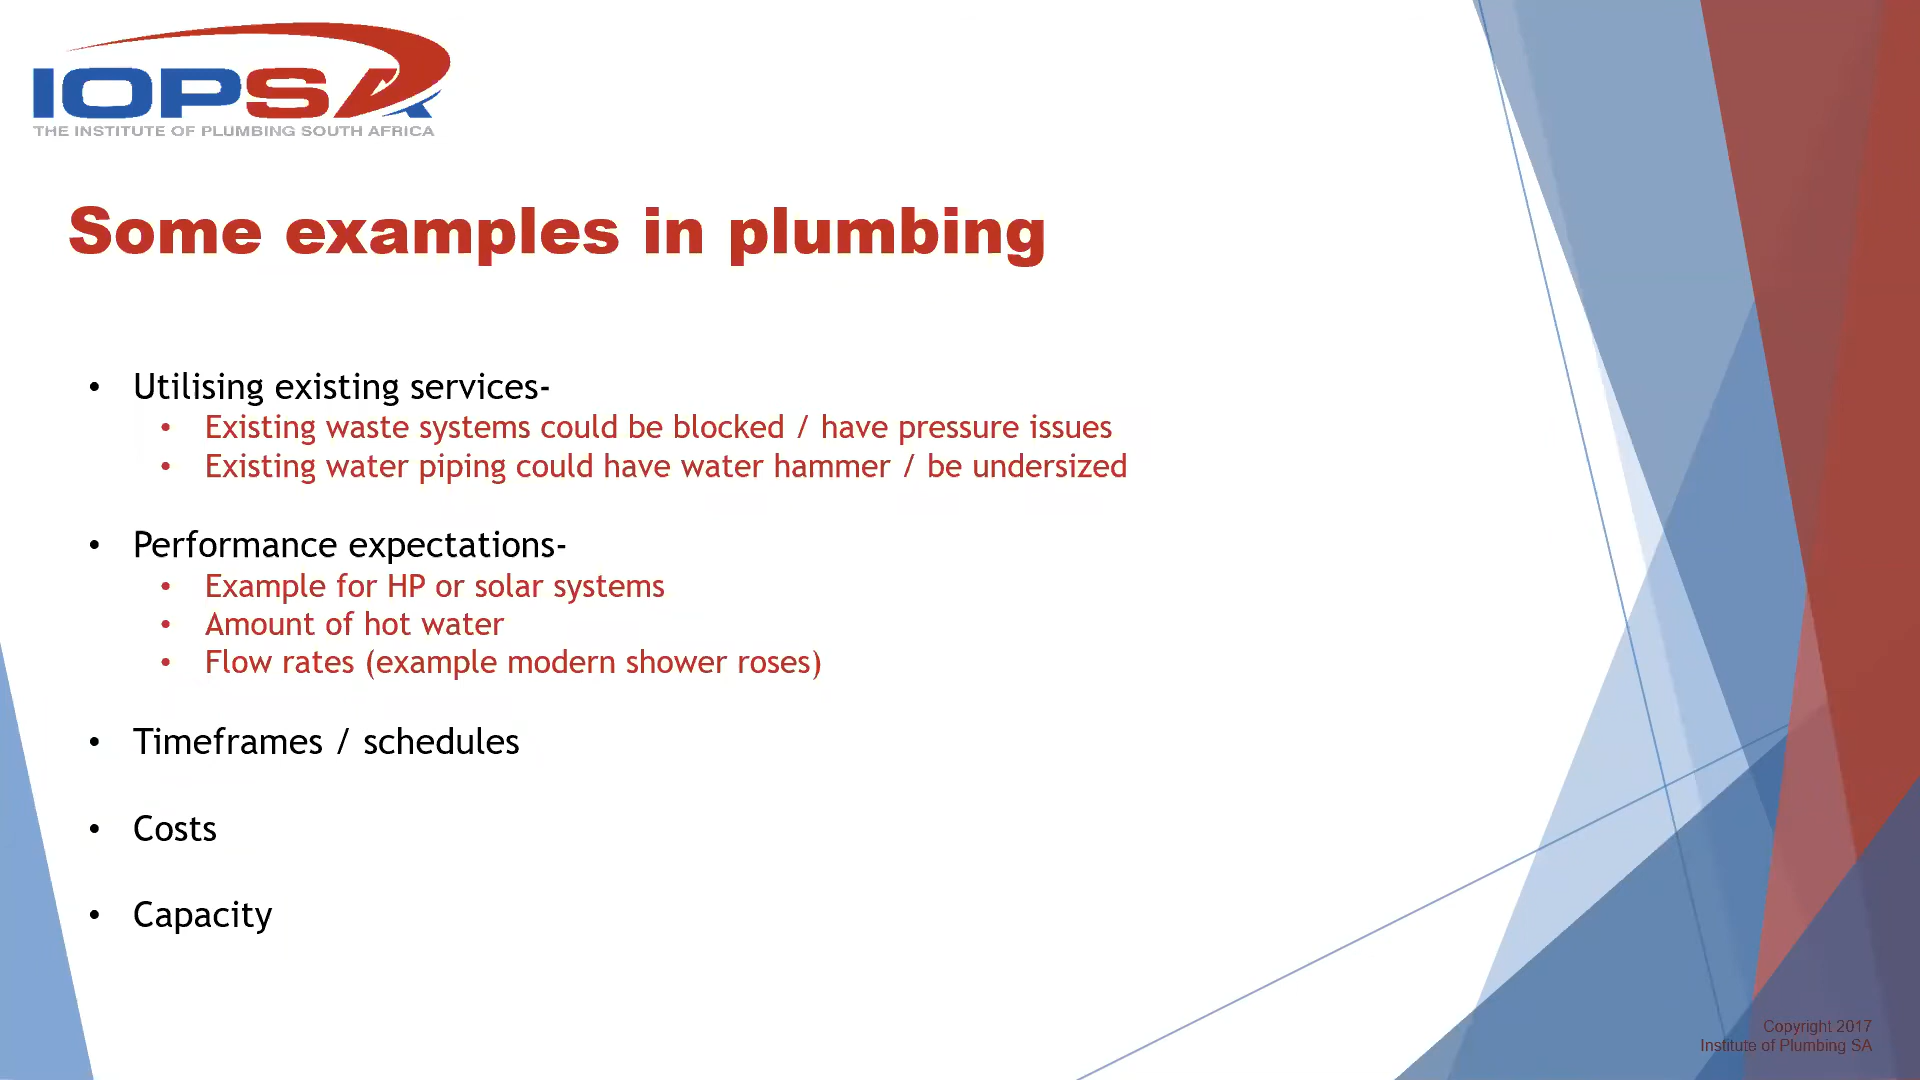 IOPSA
THE INSTITUTE OF PLUMBING SOUTH AFRICA
Some examples in plumbing
• Utilising existing services-
• Existing waste systems could be blocked / have pressure issues
• Existing water piping could have water hammer / be undersized
• Performance expectations-
• Example for HP or solar systems
• Amount of hot water
• Flow rates (example modern shower roses)
• Timeframes / schedules
• Costs
• Capacity
Copyright 2017
Institute of Plumbing SA